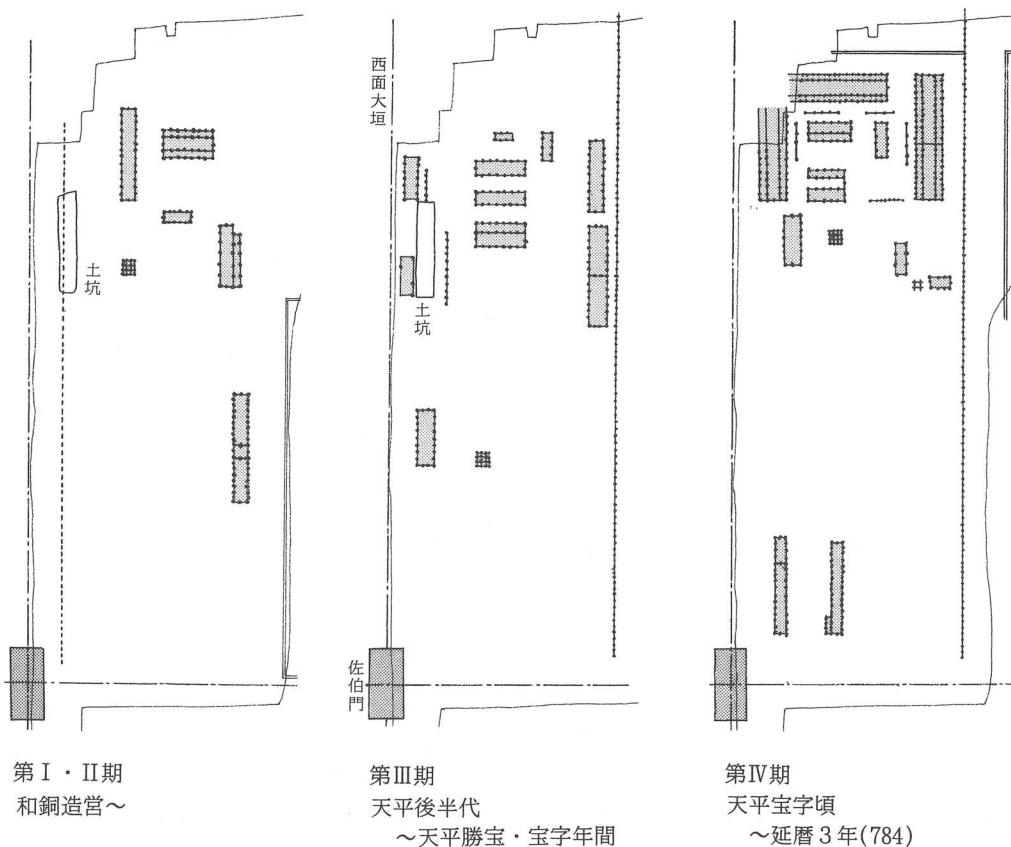 西面大垣
土坑
土坑
佐伯門
第Ⅰ・Ⅱ期
和銅造営~
第Ⅲ期
天平後半代
~天平勝宝・宝字年間
第Ⅳ期
天平宝字頃
~延暦3年(784)